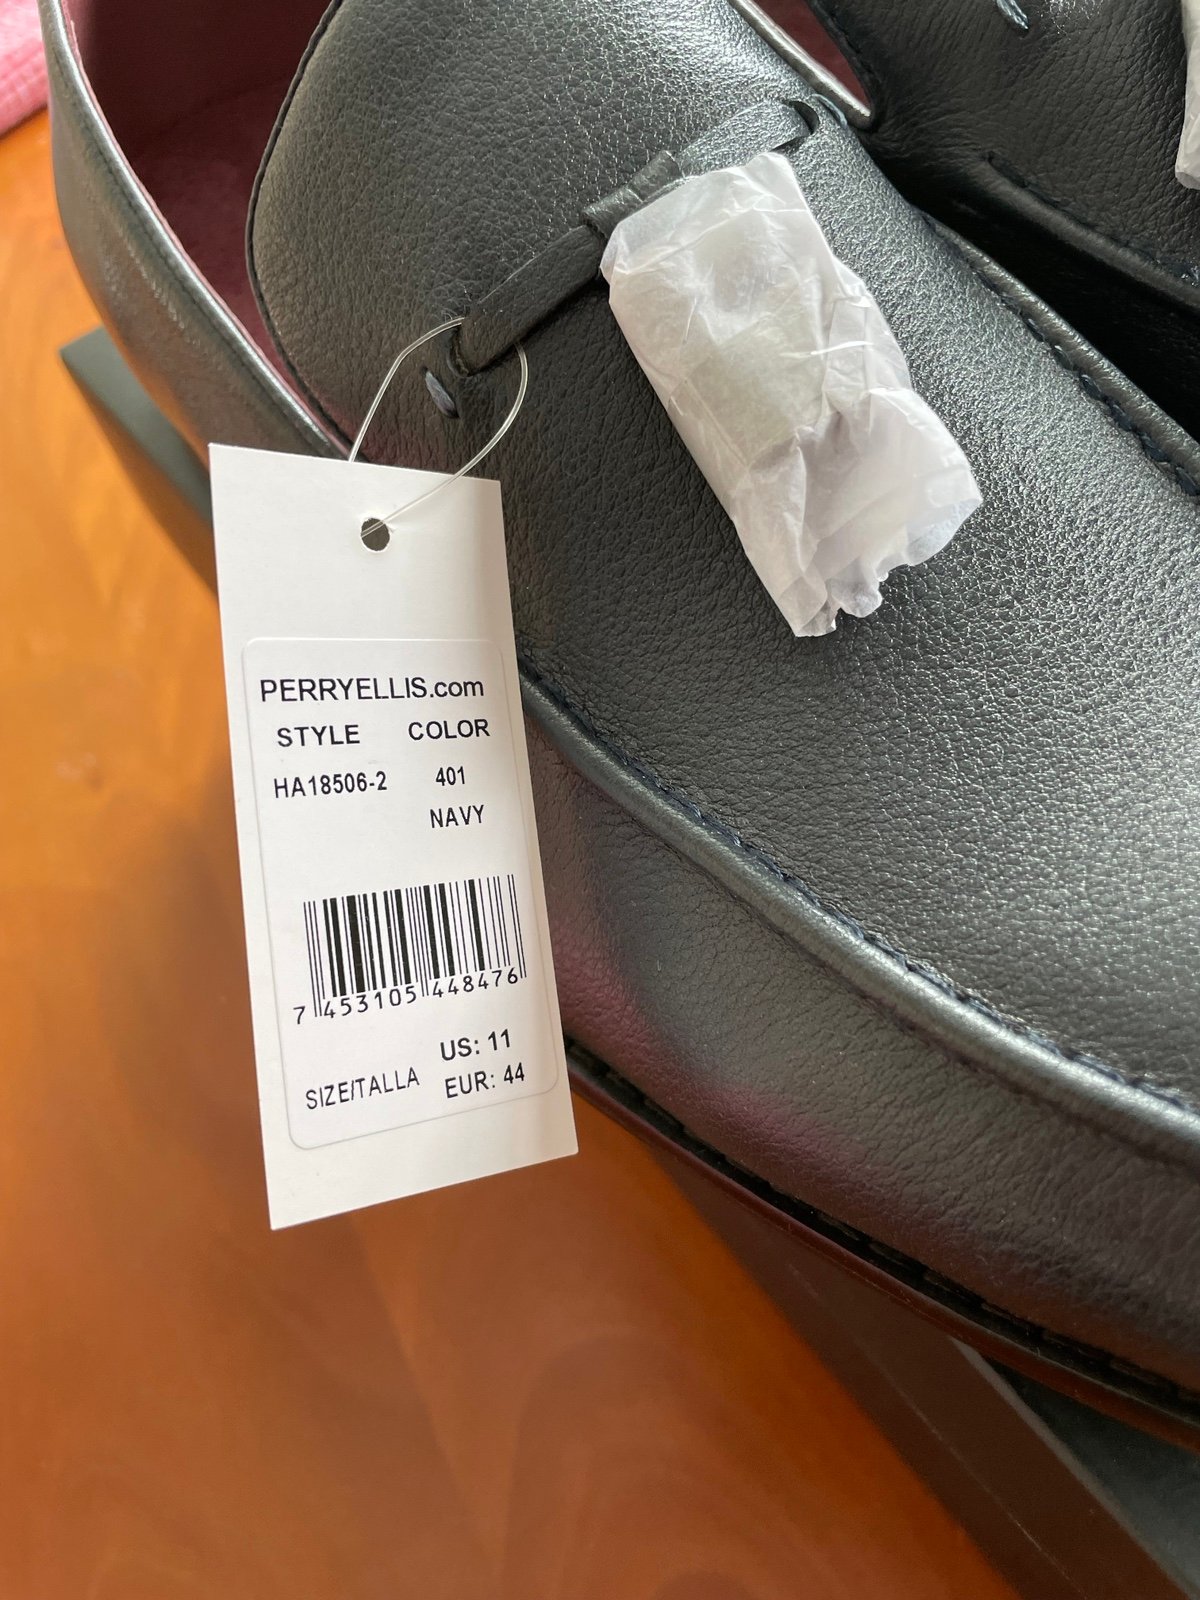 PERRYELLIS.com
STYLE COLOR
HA18506-2 401
NAVY
7 453105 448476
US: 11
SIZE/TALLA EUR: 44